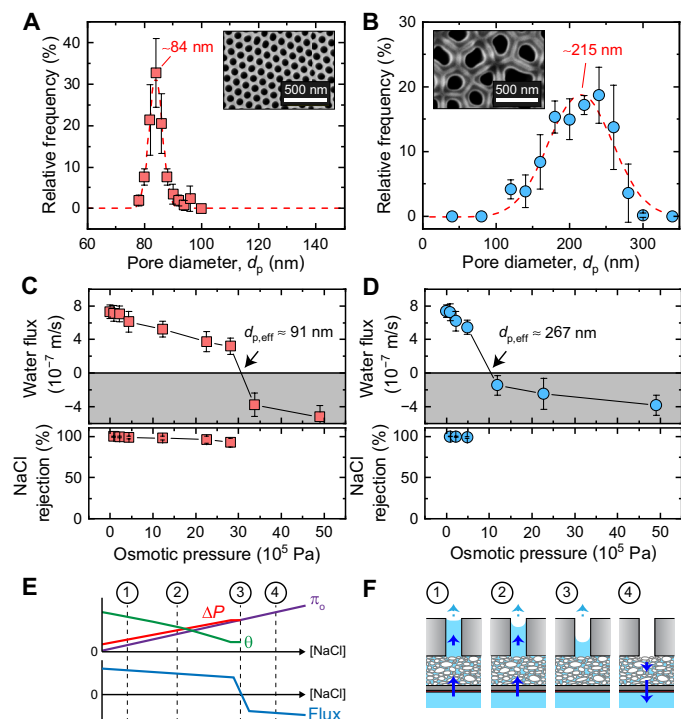 A
B
Relative frequency (%)
50
40
30
20
10
0
~84 nm
500 nm
60
80
100
120
140
Pore diameter, dp (nm)
Relative frequency (%)
30
20
10
0
~215 nm
500 nm
0
100
200
300
Pore diameter, dp (nm)
C
D
Water flux
(10⁻⁷ m/s)
8
4
0
−4
dp,eff ≈ 91 nm
NaCl
rejection (%)
100
50
0
0
10
20
30
40
50
Osmotic pressure (10⁵ Pa)
Water flux
(10⁻⁷ m/s)
8
4
0
−4
dp,eff ≈ 267 nm
NaCl
rejection (%)
100
50
0
0
10
20
30
40
50
Osmotic pressure (10⁵ Pa)
E
1 2 3 4
ΔP
πo
θ
0
[NaCl]
0
[NaCl]
Flux
F
1 2 3 4